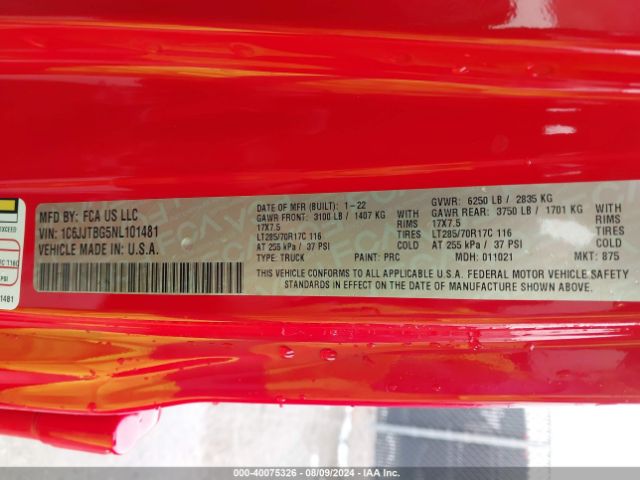 MFD BY: FCA US LLC
VIN: 1C6JJTBG5NL101481
VEHICLE MADE IN U.S.A.
DATE OF MFR (BUILT): 1-22
GAWR FRONT: 3100 LB / 1407 KG WITH
17X7.5 RIMS
LT285/70R17C 116 TIRES
AT 255 kPa / 37 PSI COLD
TYPE: TRUCK
PAINT: PRC
GVWR: 6250 LB / 2835 KG
GAWR REAR: 3750 LB / 1701 KG WITH
17X7.5 RIMS
LT285/70R17C 116 TIRES
AT 255 kPa / 37 PSI COLD
MDH: 011021
MKT: 875
THIS VEHICLE CONFORMS TO ALL APPLICABLE U.S.A. FEDERAL MOTOR VEHICLE SAFETY
STANDARDS IN EFFECT ON THE DATE OF MANUFACTURE SHOWN ABOVE.
EXCEED
116C
PSI
1481
000-40075326 - 08/09/2024 - IAA Inc.